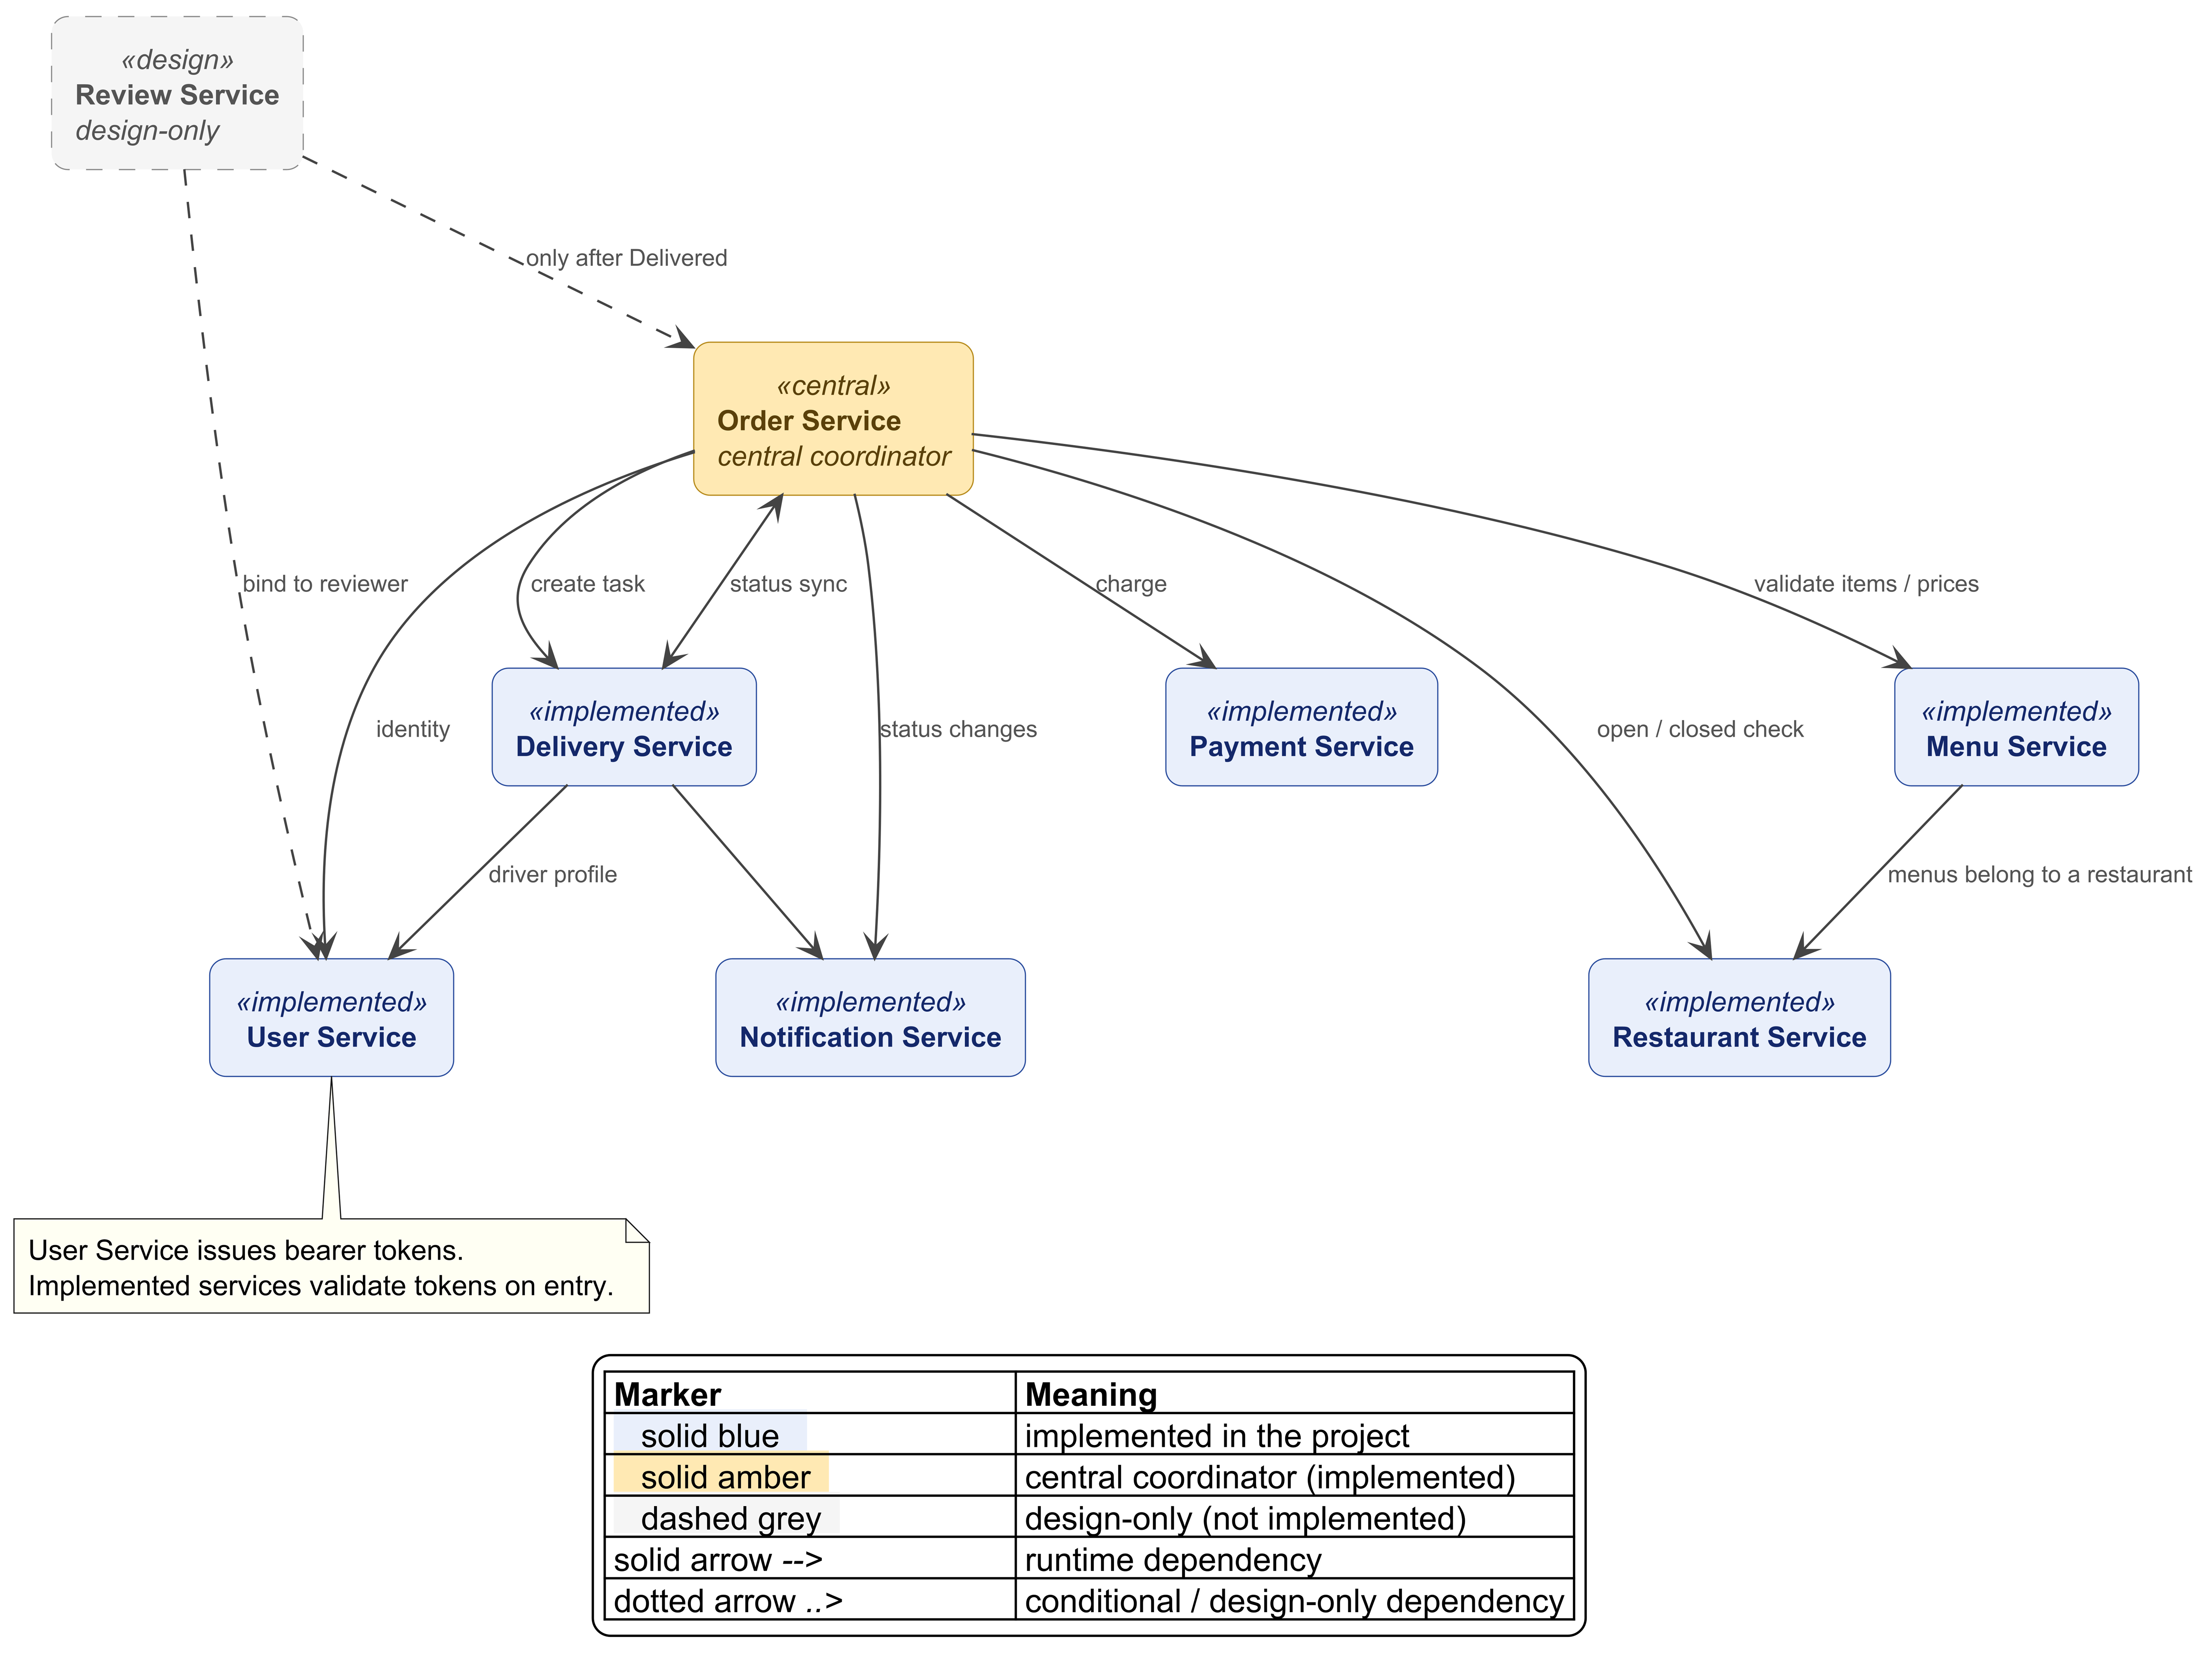 «design»
Review Service
design-only
only after Delivered
«central»
Order Service
central coordinator
bind to reviewer
create task
status sync
charge
validate items / prices
identity
«implemented»
Delivery Service
status changes
«implemented»
Payment Service
open / closed check
«implemented»
Menu Service
driver profile
menus belong to a restaurant
«implemented»
User Service
«implemented»
Notification Service
«implemented»
Restaurant Service
User Service issues bearer tokens.
Implemented services validate tokens on entry.
Marker Meaning
solid blue implemented in the project
solid amber central coordinator (implemented)
dashed grey design-only (not implemented)
solid arrow --> runtime dependency
dotted arrow ..> conditional / design-only dependency